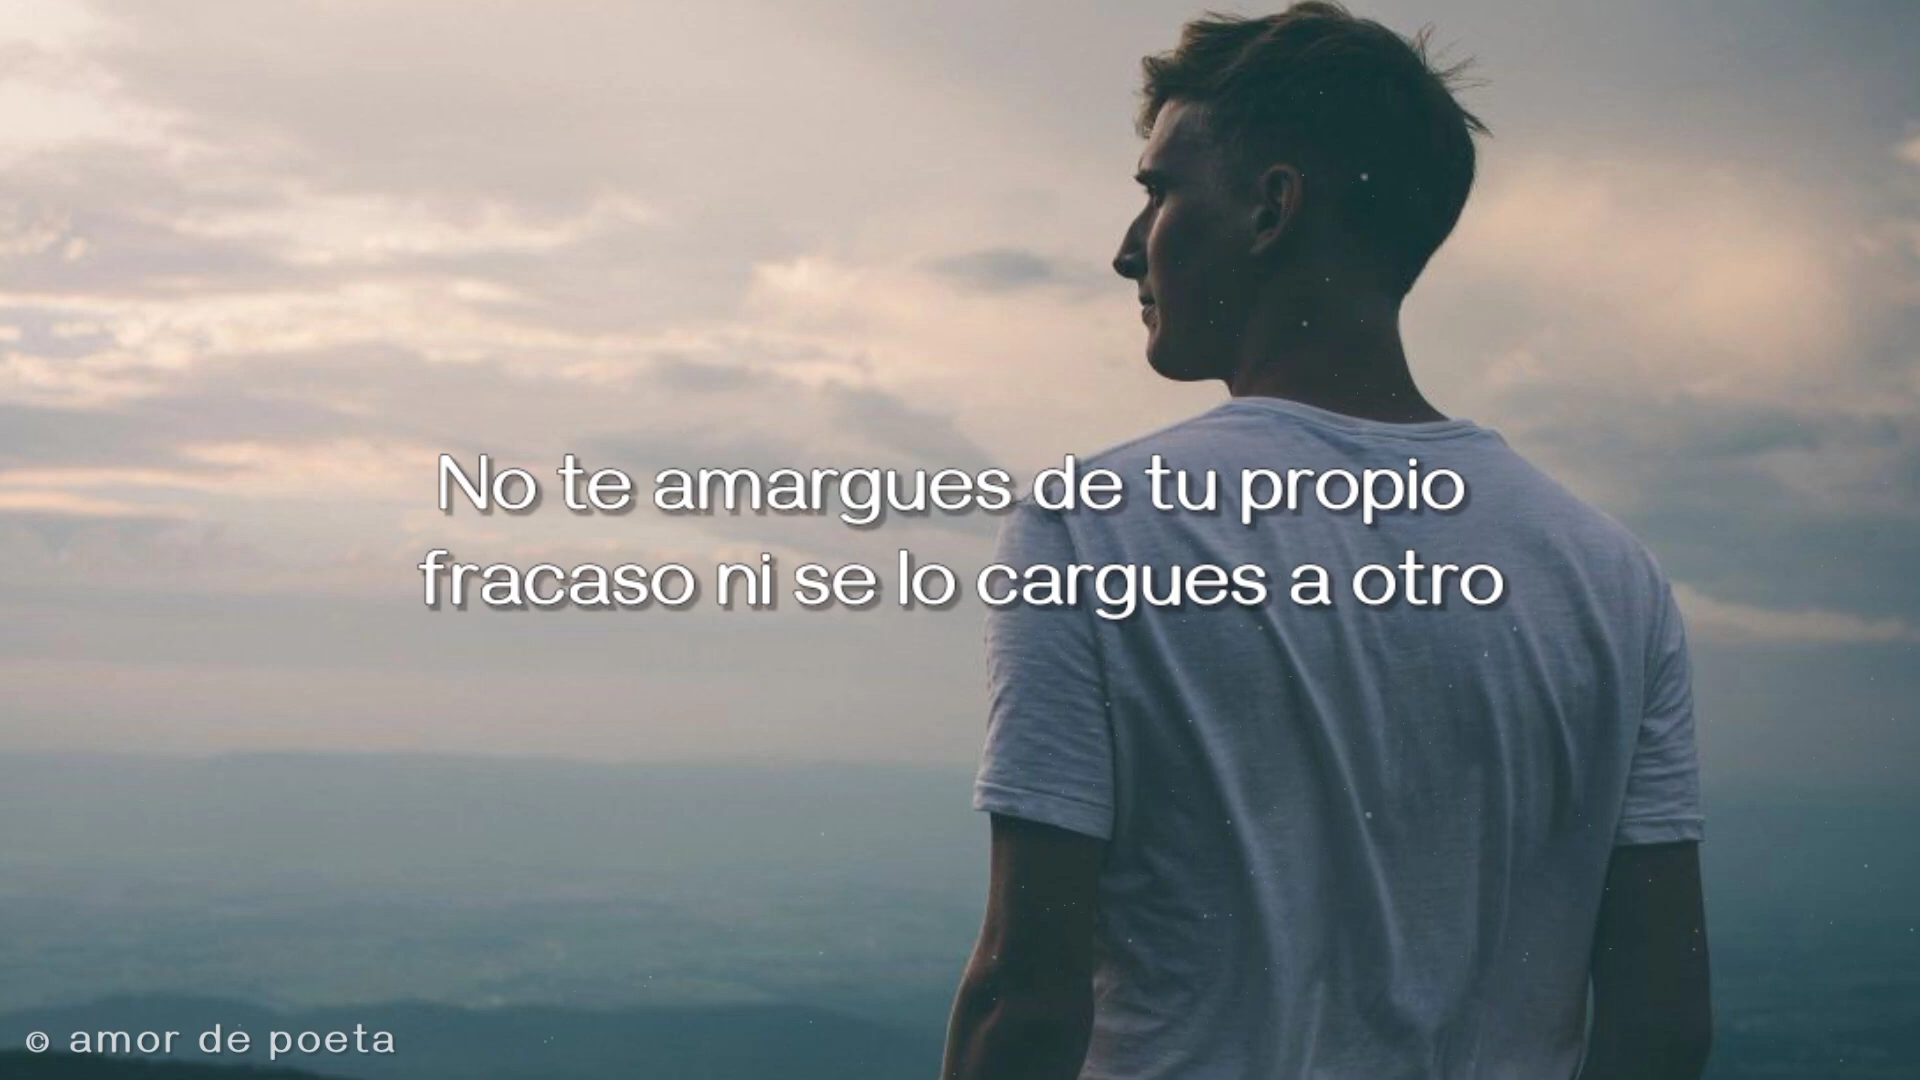 No te amargues de tu propio
fracaso ni se lo cargues a otro
© amor de poeta